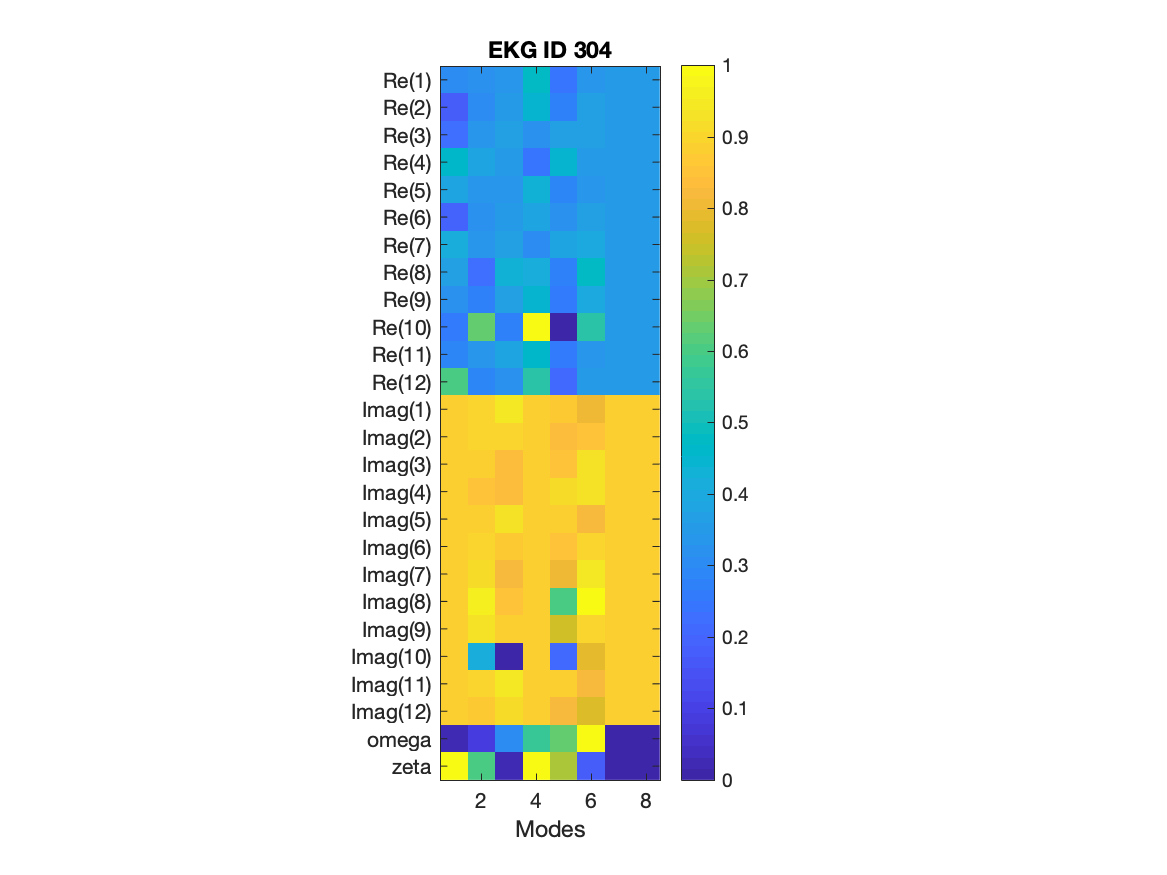 EKG ID 304
Re(1)
Re(2)
Re(3)
Re(4)
Re(5)
Re(6)
Re(7)
Re(8)
Re(9)
Re(10)
Re(11)
Re(12)
Imag(1)
Imag(2)
Imag(3)
Imag(4)
Imag(5)
Imag(6)
Imag(7)
Imag(8)
Imag(9)
Imag(10)
Imag(11)
Imag(12)
omega
zeta
2 4 6 8
Modes
1
0.9
0.8
0.7
0.6
0.5
0.4
0.3
0.2
0.1
0